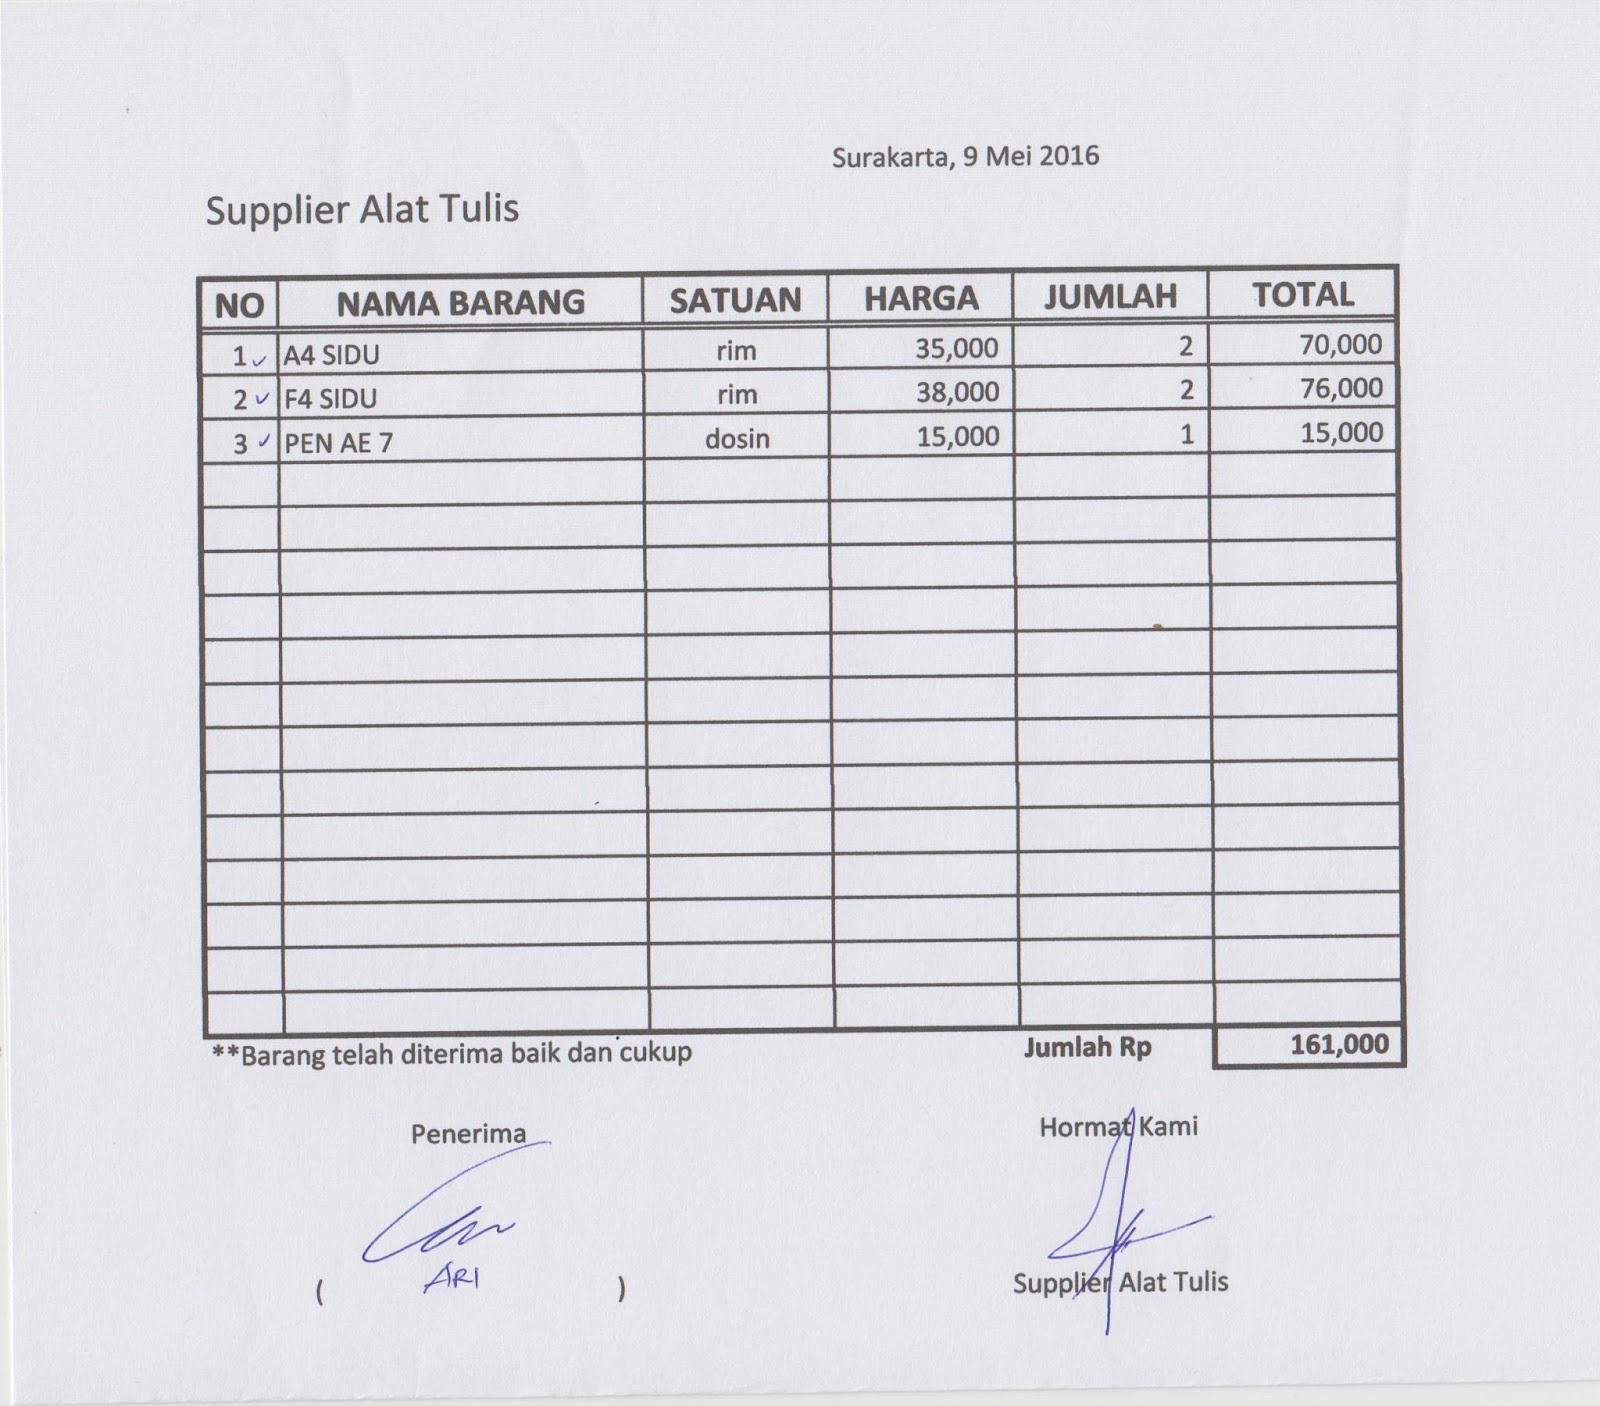 Surakarta, 9 Mei 2016
Supplier Alat Tulis
NO NAMA BARANG SATUAN HARGA JUMLAH TOTAL
1 A4 SIDU rim 35,000 2 70,000
2 F4 SIDU rim 38,000 2 76,000
3 PEN AE 7 dosin 15,000 1 15,000
**Barang telah diterima baik dan cukup Jumlah Rp 161,000
Penerima Hormat Kami
( ARI ) Supplier Alat Tulis